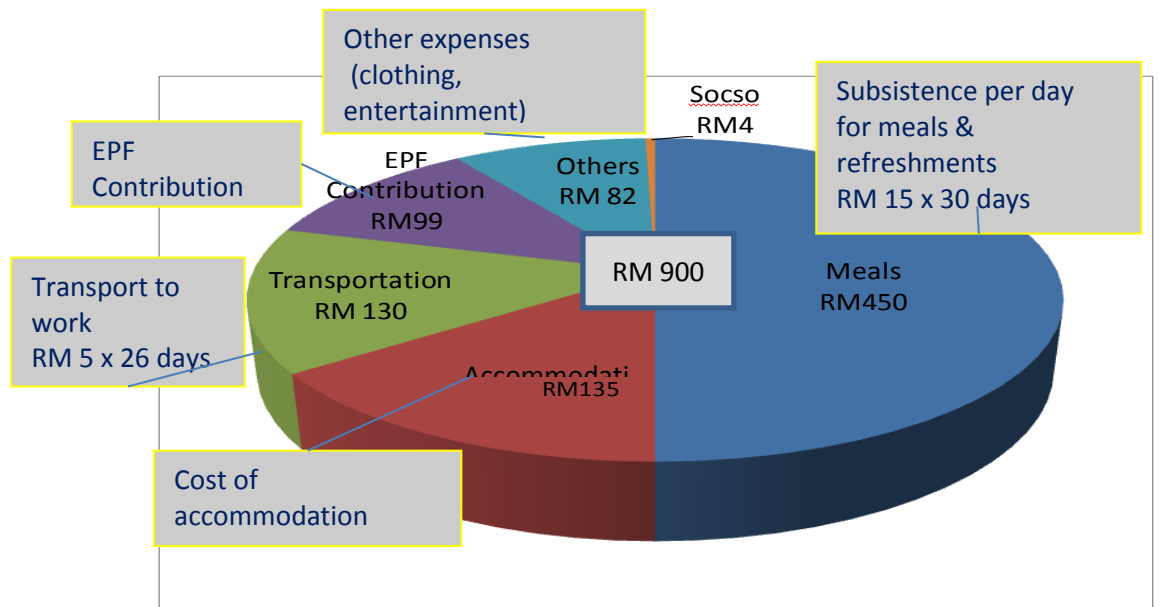 Other expenses
(clothing,
entertainment)
Socso
RM4
Subsistence per day
for meals &
refreshments
RM 15 x 30 days
EPF
Contribution
EPF
Contribution
RM99
Others
RM 82
RM 900
Meals
RM450
Transport to
work
RM 5 x 26 days
Transportation
RM 130
Accommodati
RM135
Cost of
accommodation